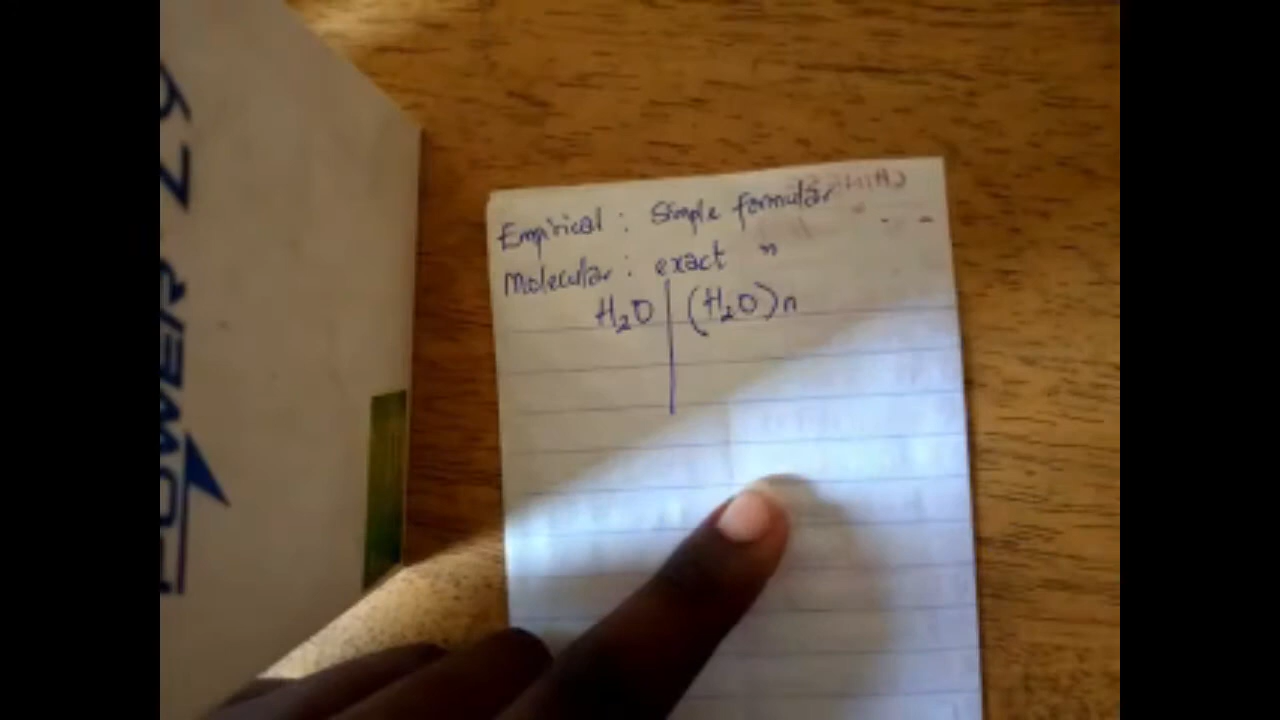 POWER
Empirical : Simple formular
Molecular : exact "
H₂O | (H₂O)n